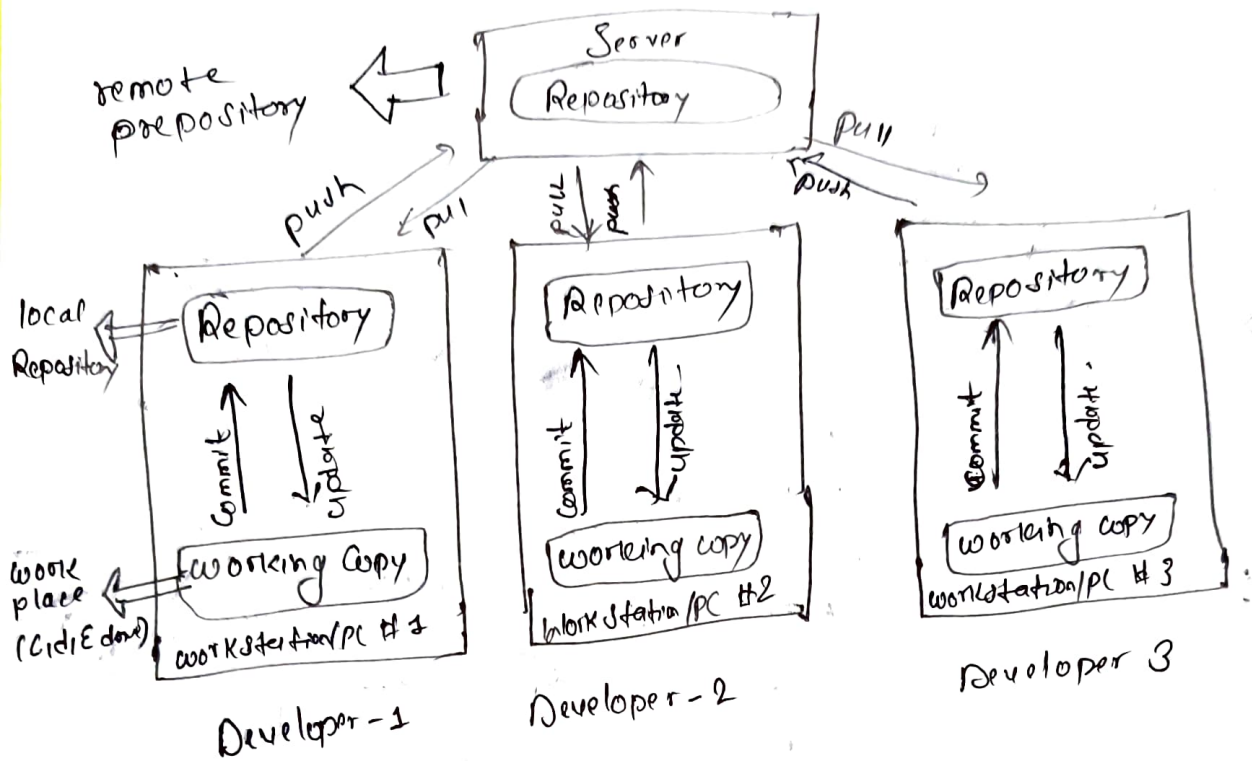 Server
Repository
remote
prepository
push
pull
pull
push
pull
push
local
Repository
Repository
commit
update
Working Copy
work
place
(C,d,E done)
workstation/PC # 1
Developer-1
Repository
commit
update
working copy
Workstation/PC #2
Developer-2
Repository
commit
update.
working copy
workstation/PC # 3
Developer 3